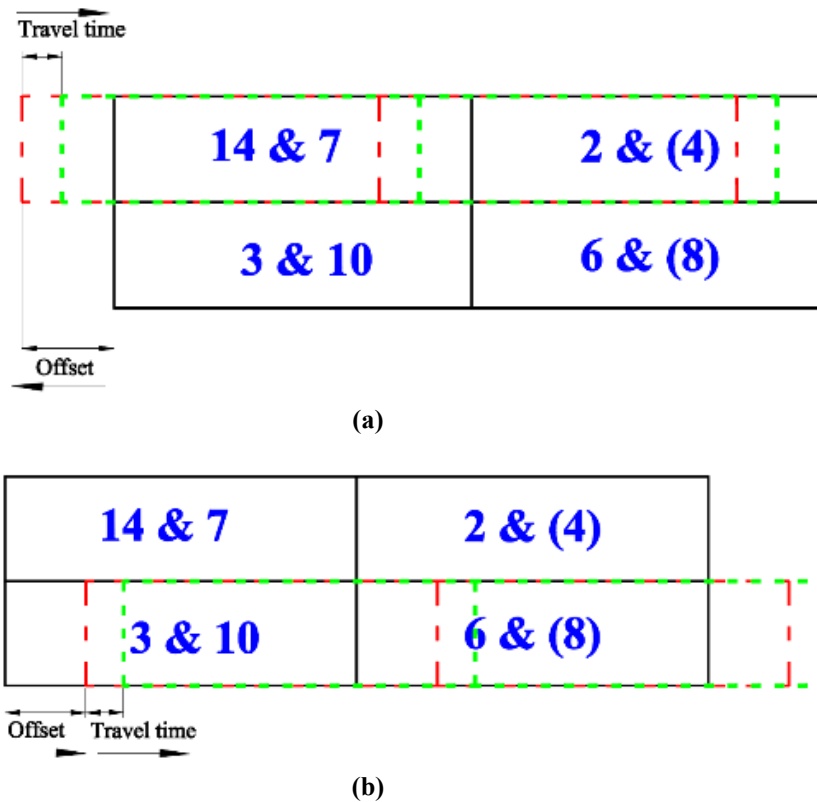 Travel time
14 & 7
2 & (4)
3 & 10
6 & (8)
Offset
(a)
14 & 7
2 & (4)
3 & 10
6 & (8)
Offset
Travel time
(b)